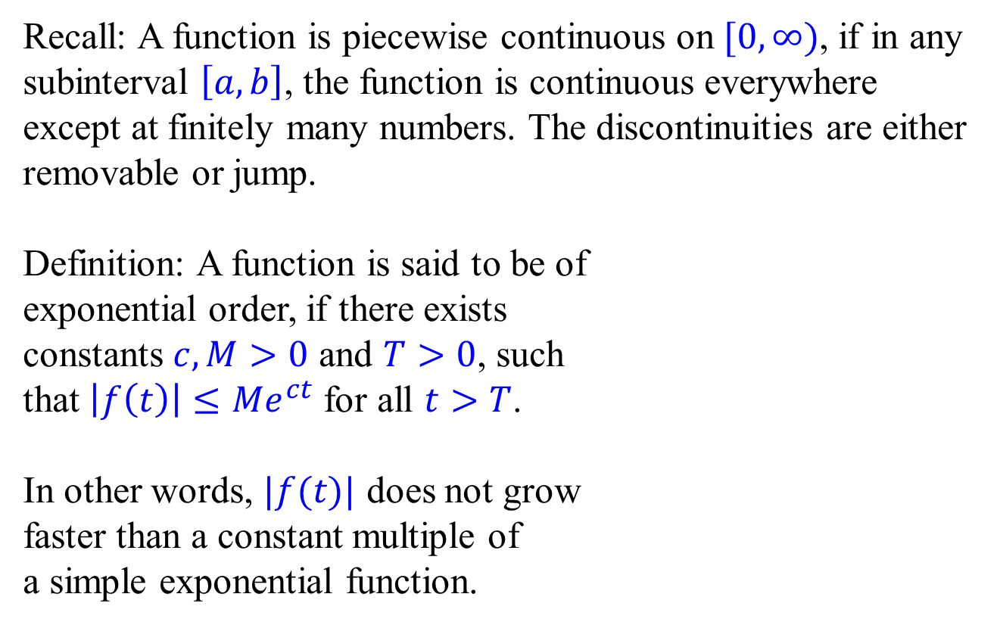 Recall: A function is piecewise continuous on [0, ∞), if in any
subinterval [a, b], the function is continuous everywhere
except at finitely many numbers. The discontinuities are either
removable or jump.
Definition: A function is said to be of
exponential order, if there exists
constants c, M > 0 and T > 0, such
that |f(t)| ≤ Me^{ct} for all t > T.
In other words, |f(t)| does not grow
faster than a constant multiple of
a simple exponential function.